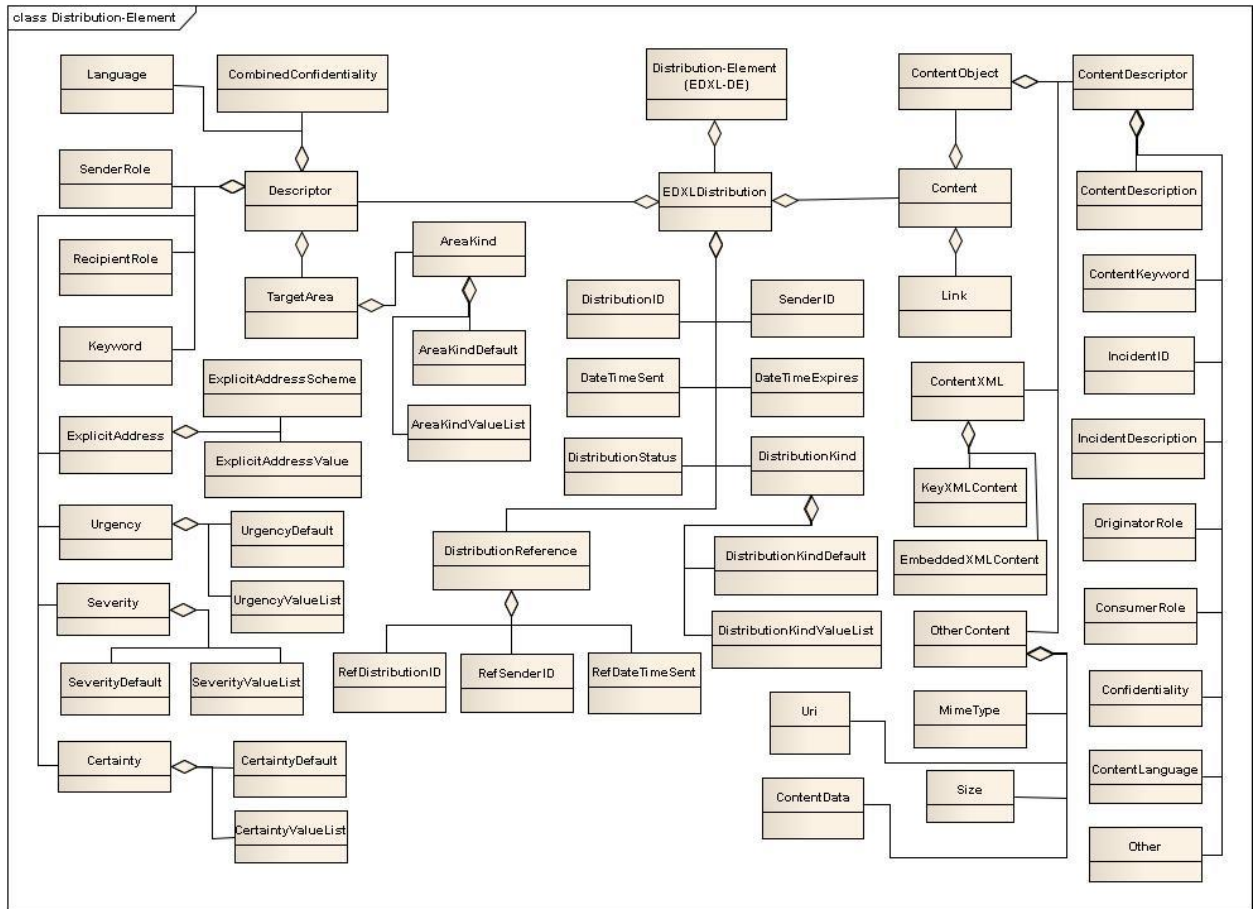 class Distribution-Element
Language
CombinedConfidentiality
Distribution-Element
(EDXL-DE)
ContentObject
ContentDescriptor
SenderRole
Descriptor
EDXLDistribution
Content
ContentDescription
RecipientRole
AreaKind
TargetArea
DistributionID
SenderID
Link
ContentKeyword
Keyword
AreaKindDefault
ExplicitAddressScheme
DateTimeSent
DateTimeExpires
ContentXML
IncidentID
AreaKindValueList
ExplicitAddress
ExplicitAddressValue
DistributionStatus
DistributionKind
IncidentDescription
KeyXMLContent
Urgency
UrgencyDefault
DistributionReference
DistributionKindDefault
EmbeddedXMLContent
OriginatorRole
UrgencyValueList
Severity
DistributionKindValueList
OtherContent
ConsumerRole
SeverityDefault
SeverityValueList
RefDistributionID
RefSenderID
RefDateTimeSent
Uri
MimeType
Confidentiality
Certainty
CertaintyDefault
ContentData
Size
ContentLanguage
CertaintyValueList
Other